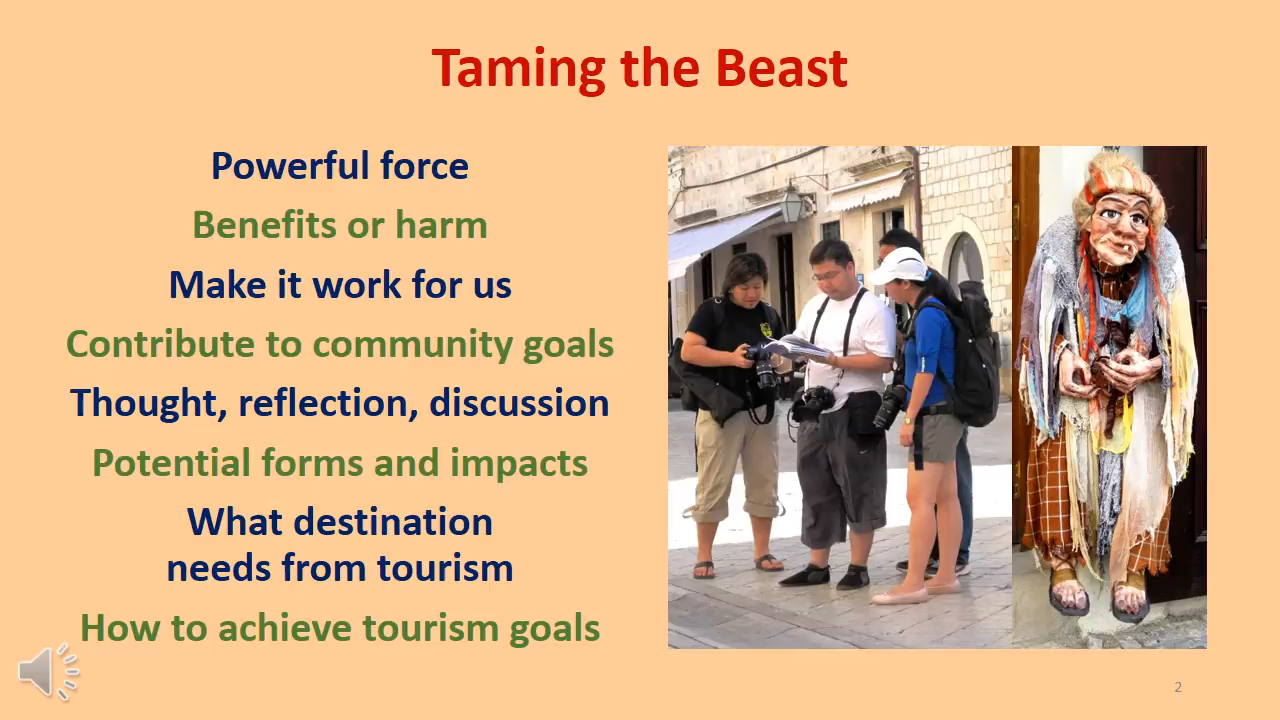 Taming the Beast
Powerful force
Benefits or harm
Make it work for us
Contribute to community goals
Thought, reflection, discussion
Potential forms and impacts
What destination
needs from tourism
How to achieve tourism goals
2